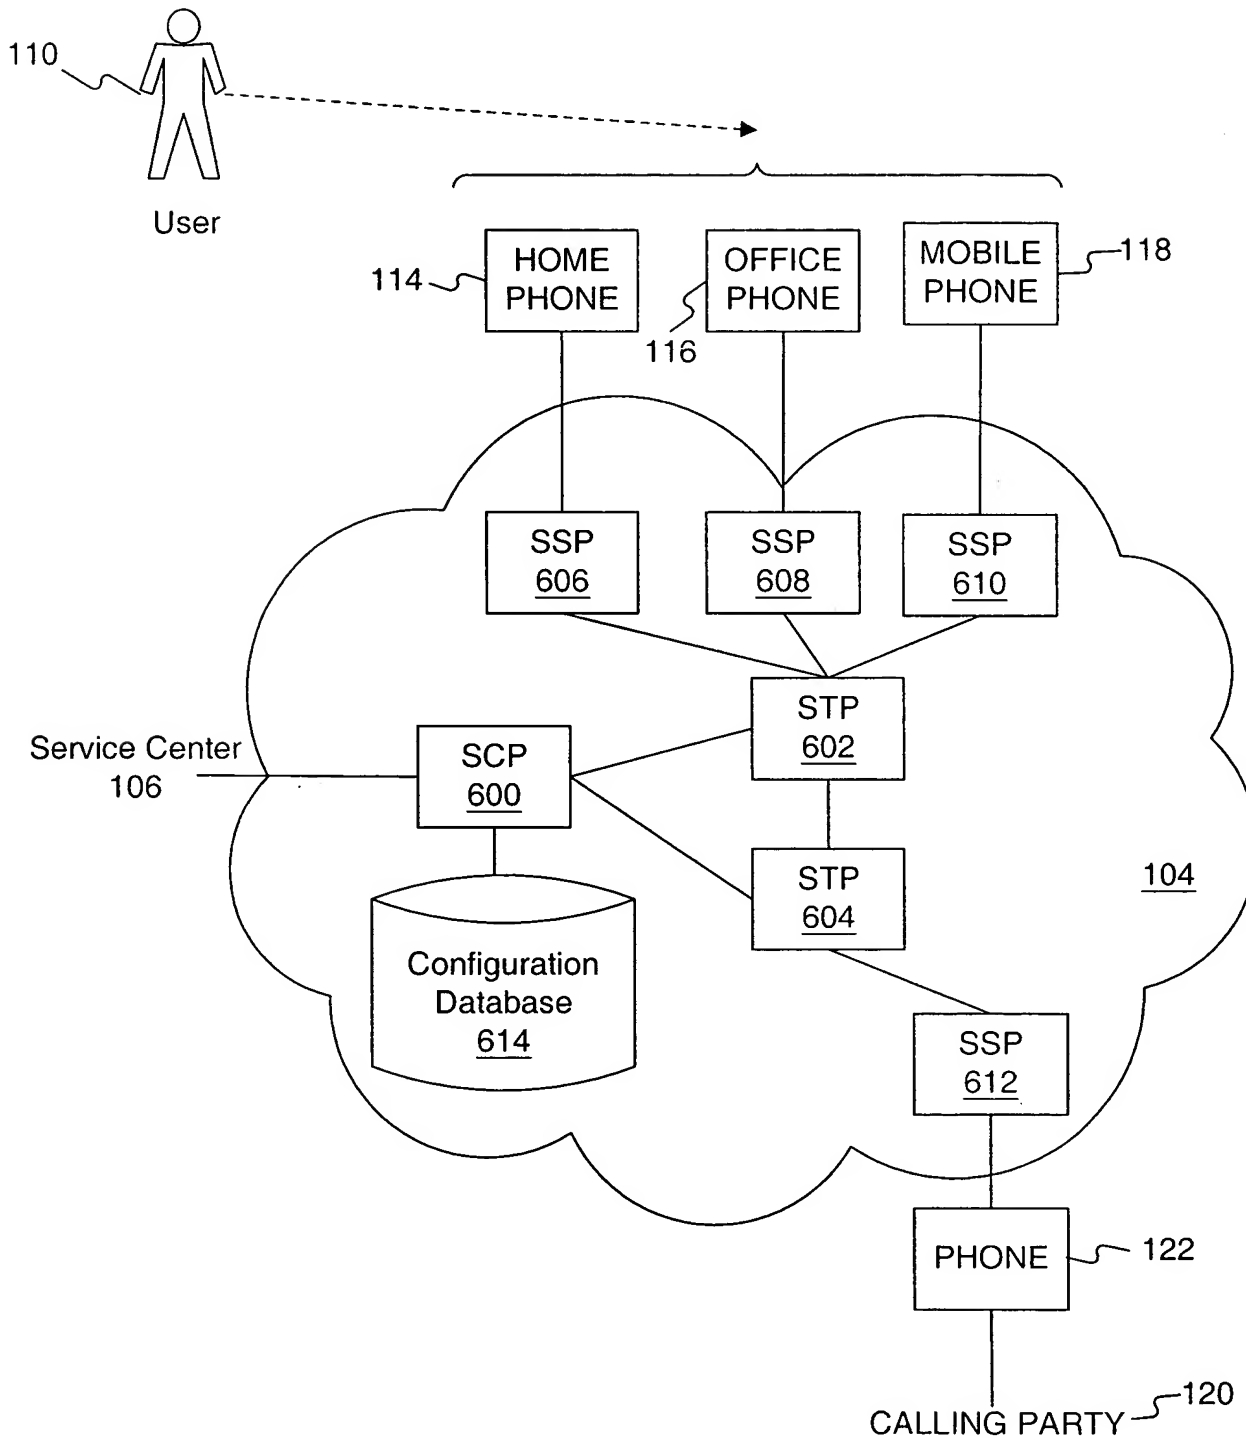 110
User
HOME
PHONE
114
OFFICE
PHONE
116
MOBILE
PHONE
118
SSP
606
SSP
608
SSP
610
STP
602
Service Center
106
SCP
600
STP
604
104
Configuration
Database
614
SSP
612
PHONE
122
CALLING PARTY
120